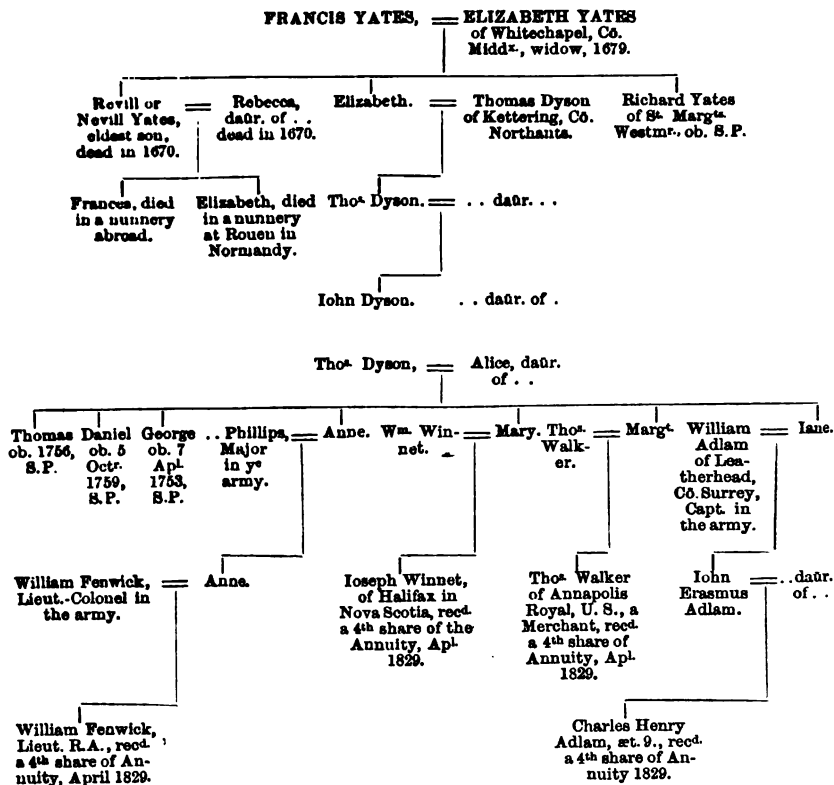 FRANCIS YATES, = ELIZABETH YATES
of Whitechapel, Cō.
Middx., widow, 1679.
Revill or
Nevill Yates,
eldest son,
dead in 1670.
=
Rebecca,
daūr. of . .
dead in 1670.
Elizabeth.
=
Thomas Dyson
of Kettering, Cō.
Northants.
Richard Yates
of St. Margts.
Westmr., ob. S.P.
Frances, died
in a nunnery
abroad.
Elizabeth, died
in a nunnery
at Rouen in
Normandy.
Thos. Dyson. = . . daūr. . .
Iohn Dyson.
. . daūr. of .
Thos. Dyson, = Alice, daūr.
of . .
Thomas
ob. 1756,
S.P.
Daniel
ob. 5
Octr.
1759,
S.P.
George
ob. 7
Apl.
1753,
S.P.
. . Phillips,
Major
in ye
army.
=
Anne.
Wm. Win-
net.
=
Mary.
Thos.
Walk-
er.
=
Margt.
William
Adlam
of Lea-
therhead,
Cō. Surrey,
Capt. in
the army.
=
Iane.
William Fenwick,
Lieut.-Colonel in
the army.
=
Anne.
Ioseph Winnet,
of Halifax in
Nova Scotia, recd.
a 4th share of the
Annuity, Apl.
1829.
Thos. Walker
of Annapolis
Royal, U. S., a
Merchant, recd.
a 4th share of
Annuity, Apl.
1829.
Iohn
Erasmus
Adlam.
=
. . daūr.
of . .
William Fenwick,
Lieut. R.A., recd.
a 4th share of An-
nuity, April 1829.
Charles Henry
Adlam, æt. 9., recd.
a 4th share of An-
nuity 1829.